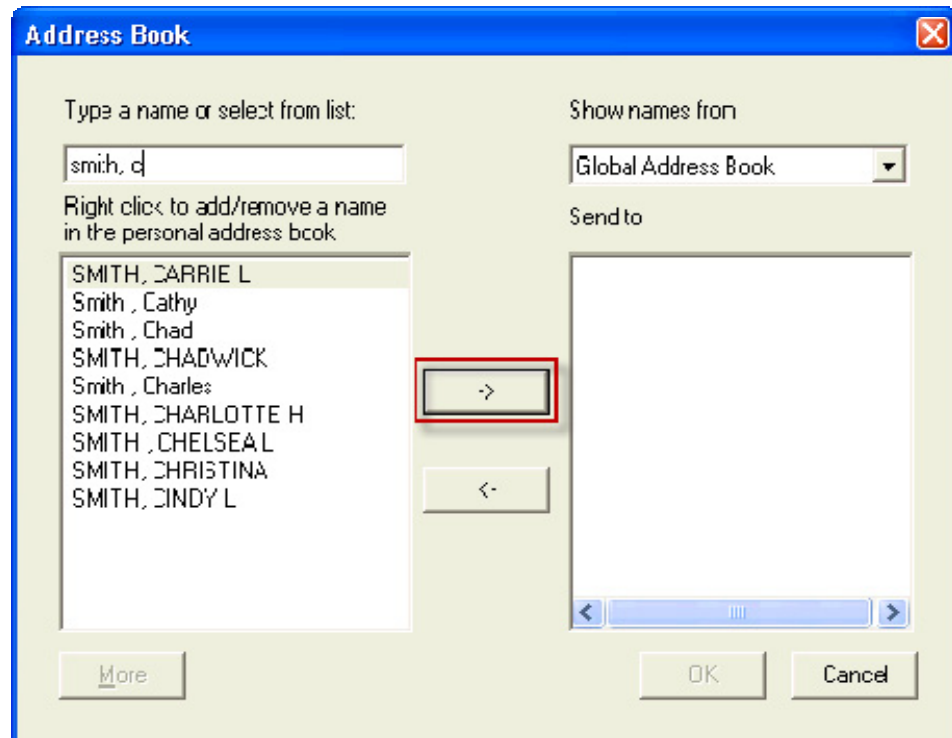 Address Book
Type a name or select from list:
Show names from
smith, c
Global Address Book
Right click to add/remove a name
in the personal address book
Send to
SMITH, CARRIE L
Smith , Cathy
Smith , Chad
SMITH, CHADWICK
Smith , Charles
SMITH, CHARLOTTE H
SMITH , CHELSEA L
SMITH, CHRISTINA
SMITH, CINDY L
->
<-
More
OK
Cancel